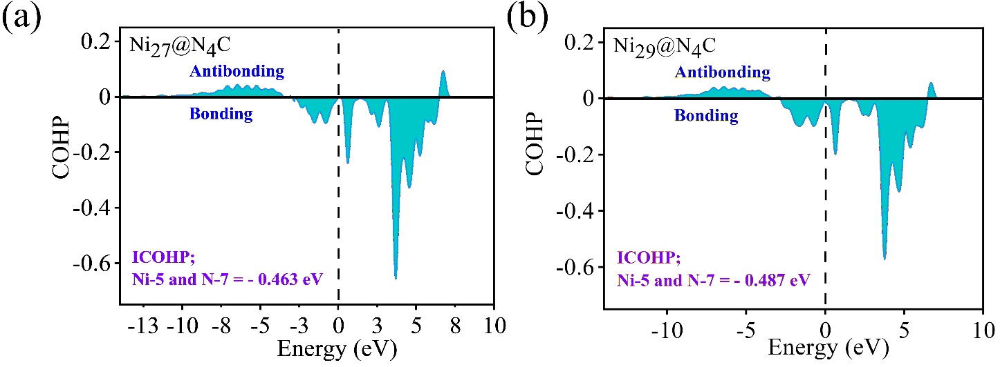 (a)
Ni27@N4C
Antibonding
Bonding
ICOHP;
Ni-5 and N-7 = - 0.463 eV
COHP
0.2
0
-0.2
-0.4
-0.6
-13 -10 -8 -5 -3 0 3 5 8 10
Energy (eV)
(b)
Ni29@N4C
Antibonding
Bonding
ICOHP;
Ni-5 and N-7 = - 0.487 eV
COHP
0.2
0
-0.2
-0.4
-0.6
-10 -5 0 5 10
Energy (eV)